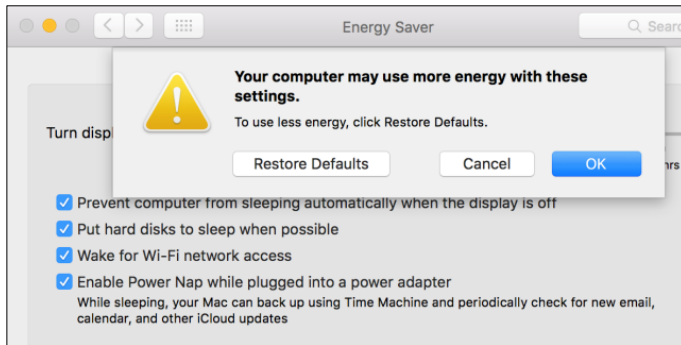 Energy Saver
Sear
Your computer may use more energy with these
settings.
To use less energy, click Restore Defaults.
Turn displ
Restore Defaults
Cancel
OK
hrs
Prevent computer from sleeping automatically when the display is off
Put hard disks to sleep when possible
Wake for Wi-Fi network access
Enable Power Nap while plugged into a power adapter
While sleeping, your Mac can back up using Time Machine and periodically check for new email,
calendar, and other iCloud updates